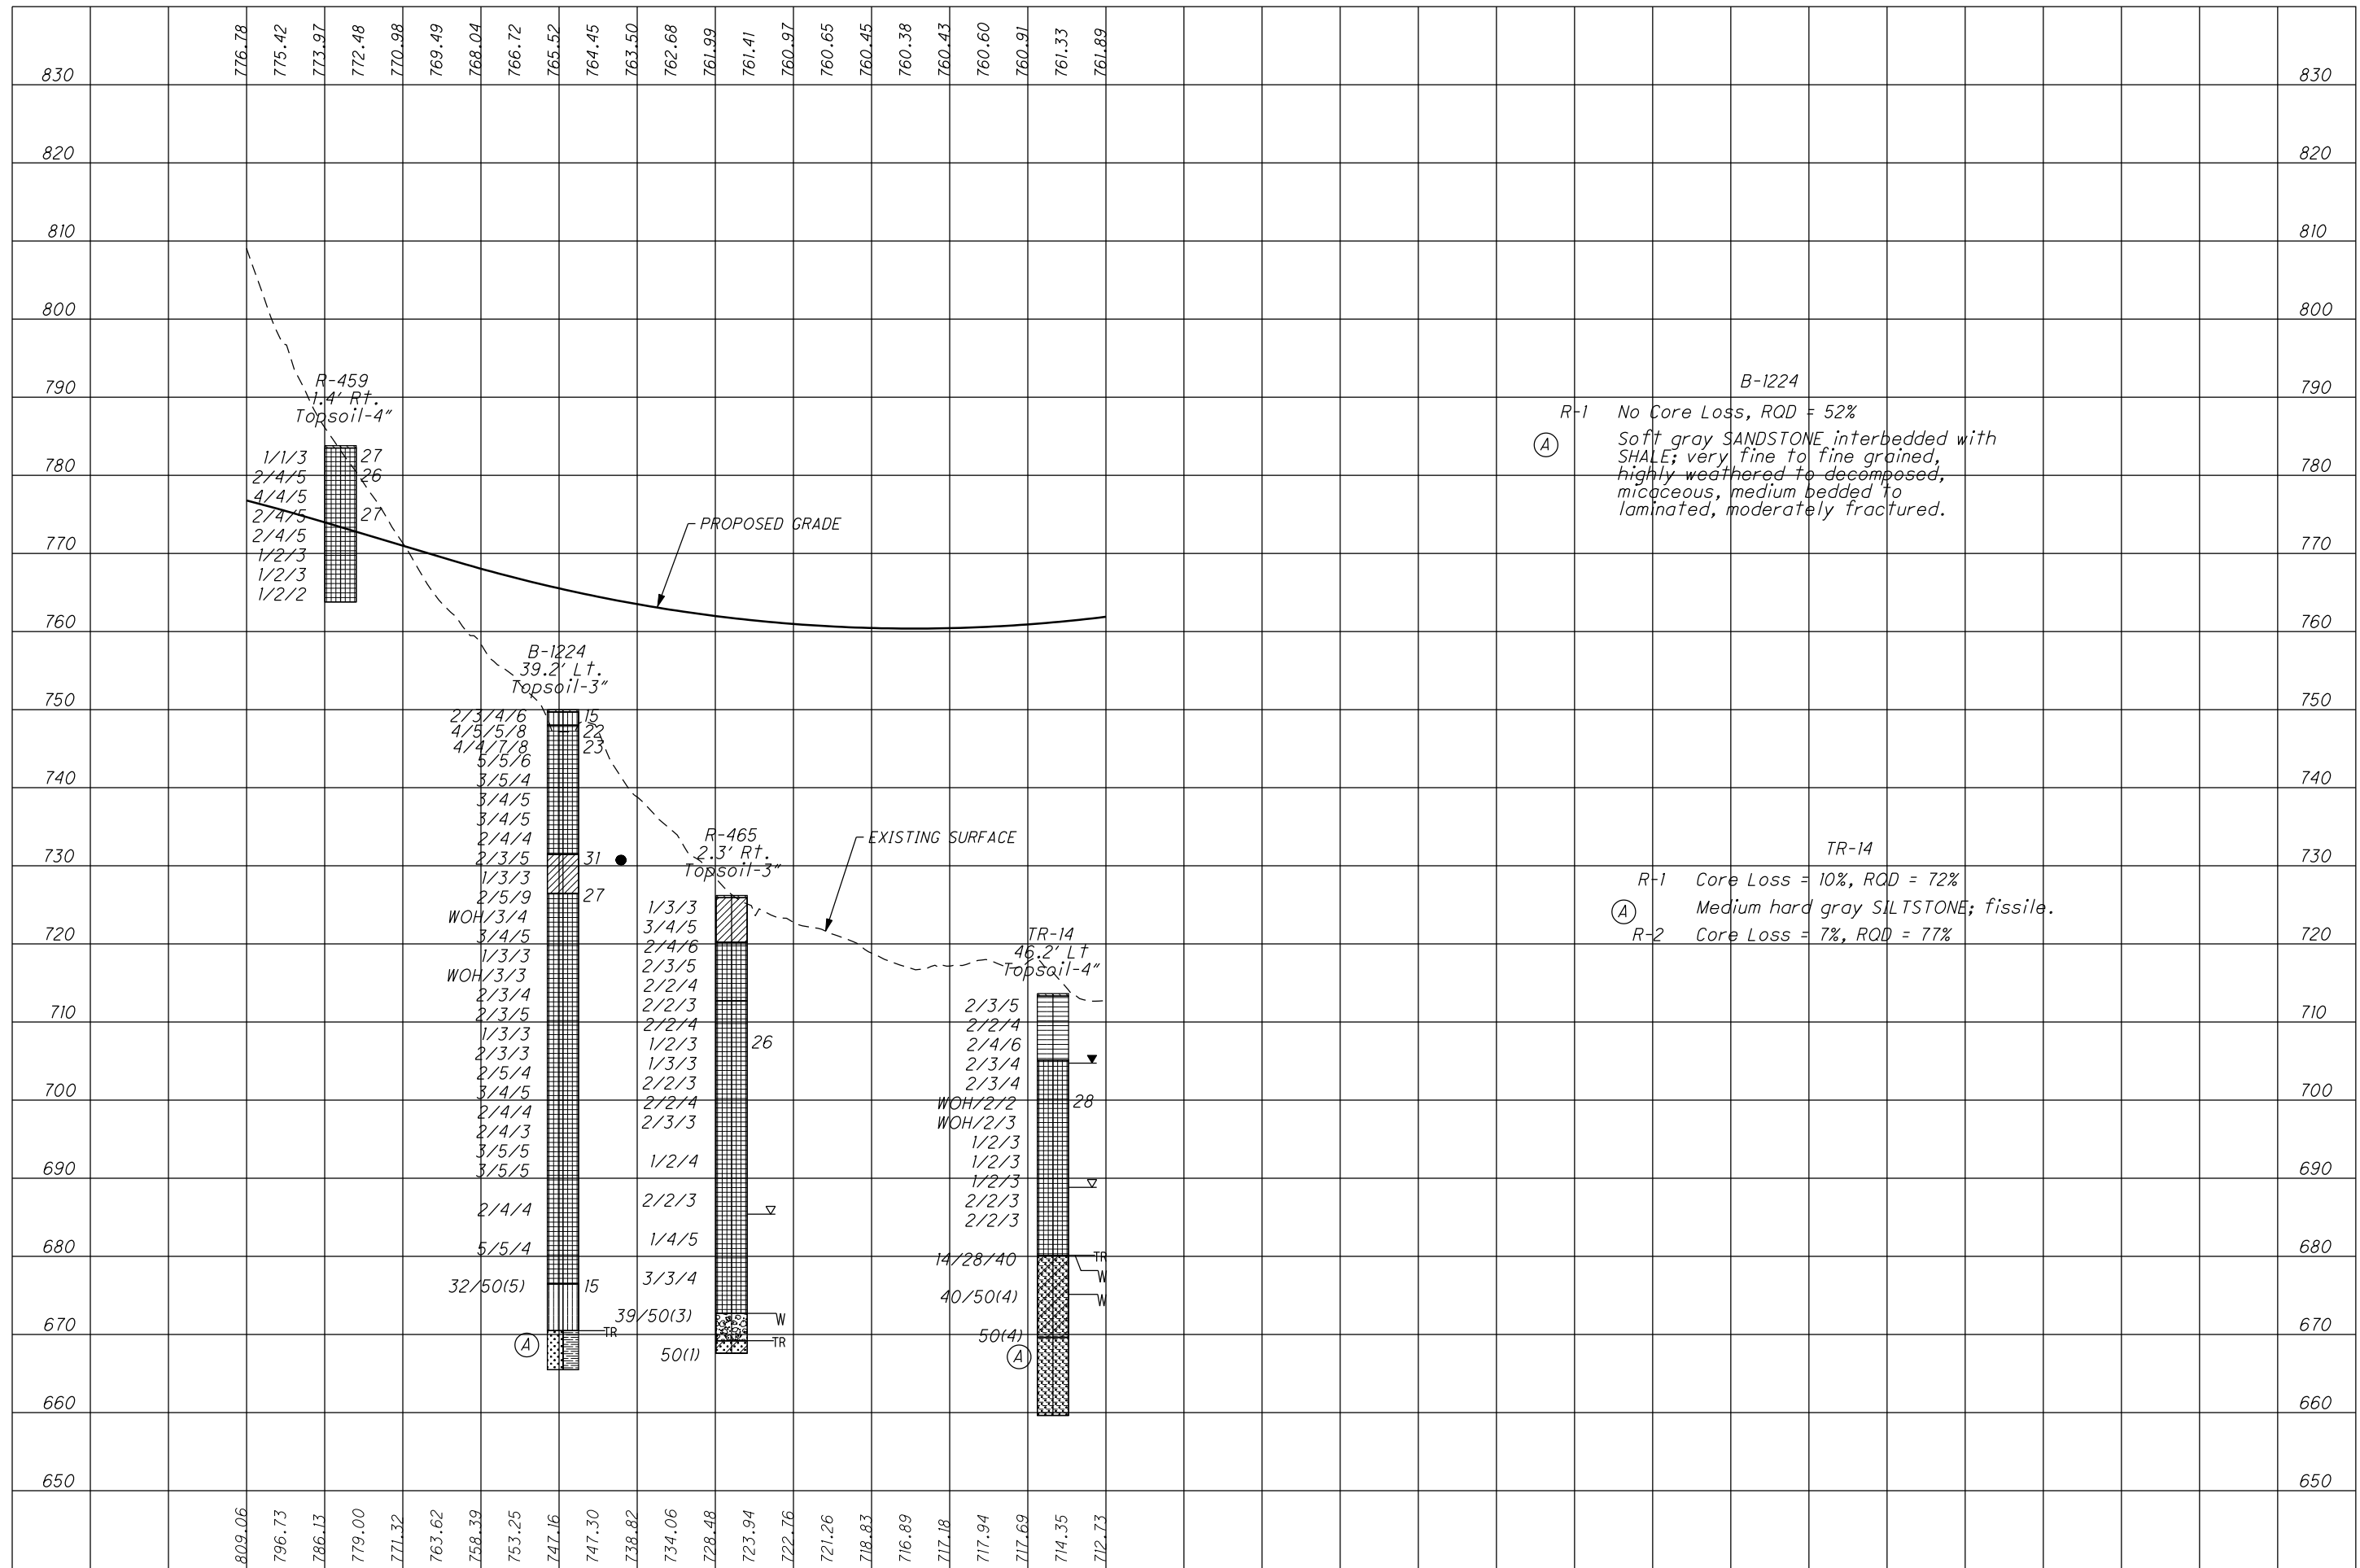 776.78 775.42 773.97 772.48 770.98 769.49 768.04 766.72 765.52 764.45 763.50 762.68 761.99 761.41 760.97 760.65 760.45 760.38 760.43 760.60 760.91 761.33 761.89
830 830
820 820
810 810
800 800
790 790
780 780
770 770
760 760
750 750
740 740
730 730
720 720
710 710
700 700
690 690
680 680
670 670
660 660
650 650
R-459
1.4' Rt.
Topsoil-4"
1/1/3 27
2/4/5 26
4/4/5
2/4/5 27
2/4/5
1/2/3
1/2/3
1/2/2
PROPOSED GRADE
B-1224
39.2' Lt.
Topsoil-3"
2/3/4/6 15
4/5/5/8 22
4/4/7/8 23
5/5/6
3/5/4
3/4/5
3/4/5
2/4/4
2/3/5 31
1/3/3
2/5/9 27
WOH/3/4
3/4/5
1/3/3
WOH/3/3
2/3/4
2/3/5
1/3/3
2/3/3
2/5/4
3/4/5
2/4/4
2/4/3
3/5/5
3/5/5
2/4/4
5/5/4
32/50(5) 15
TR
A
R-465
2.3' Rt.
Topsoil-3"
1/3/3
3/4/5
2/4/6
2/3/5
2/2/4
2/2/3
2/2/4
1/2/3 26
1/3/3
2/2/3
2/2/4
2/3/3
1/2/4
2/2/3
1/4/5
3/3/4
39/50(3) W
TR
50(1)
EXISTING SURFACE
TR-14
46.2' Lt
Topsoil-4"
2/3/5
2/2/4
2/4/6
2/3/4
2/3/4
WOH/2/2 28
WOH/2/3
1/2/3
1/2/3
1/2/3
2/2/3
2/2/3
14/28/40 TR
W
40/50(4) W
50(4)
A
B-1224
R-1 No Core Loss, RQD = 52%
A Soft gray SANDSTONE interbedded with
SHALE; very fine to fine grained,
highly weathered to decomposed,
micaceous, medium bedded to
laminated, moderately fractured.
TR-14
R-1 Core Loss = 10%, RQD = 72%
A Medium hard gray SILTSTONE; fissile.
R-2 Core Loss = 7%, RQD = 77%
809.06 796.73 786.13 779.00 771.32 763.62 758.39 753.25 747.16 747.30 738.82 734.06 728.48 723.94 722.76 721.26 718.83 716.89 717.18 717.94 717.69 714.35 712.73